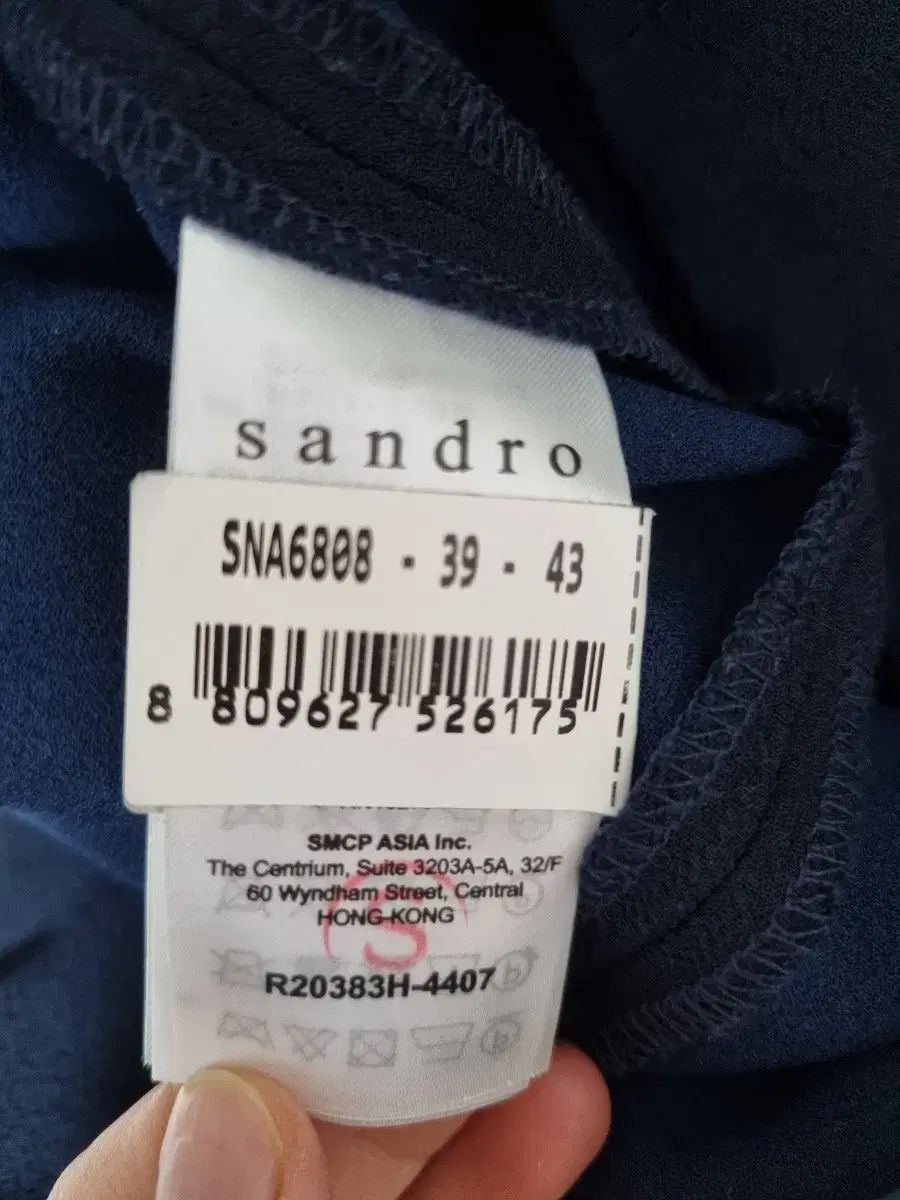 sandro
SNA6808 - 39 - 43
8 809627 526175
SMCP ASIA Inc.
The Centrium, Suite 3203A-5A, 32/F
60 Wyndham Street, Central
HONG-KONG
S
R20383H-4407